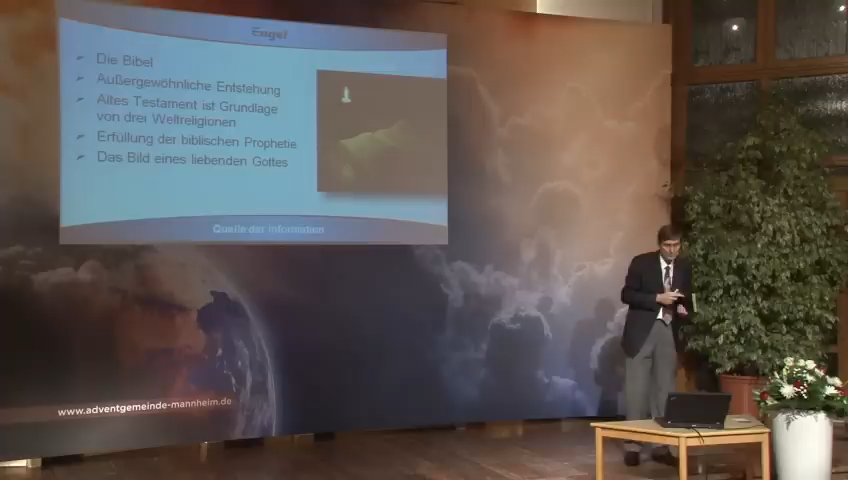 Engel
Die Bibel
Außergewöhnliche Entstehung
Altes Testament ist Grundlage
von drei Weltreligionen
Erfüllung der biblischen Prophetie
Das Bild eines liebenden Gottes
Quelle der Information
www.adventgemeinde-mannheim.de